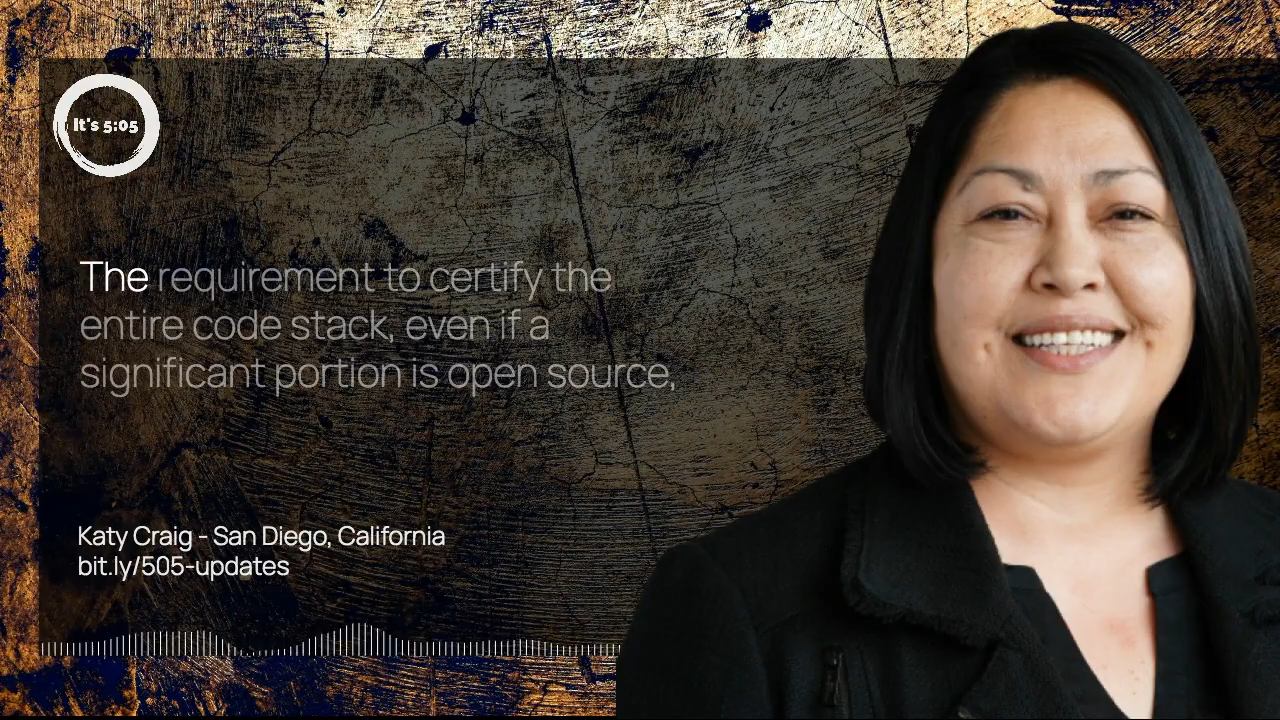 It's 5:05
The requirement to certify the
entire code stack, even if a
significant portion is open source,
Katy Craig - San Diego, California
bit.ly/505-updates